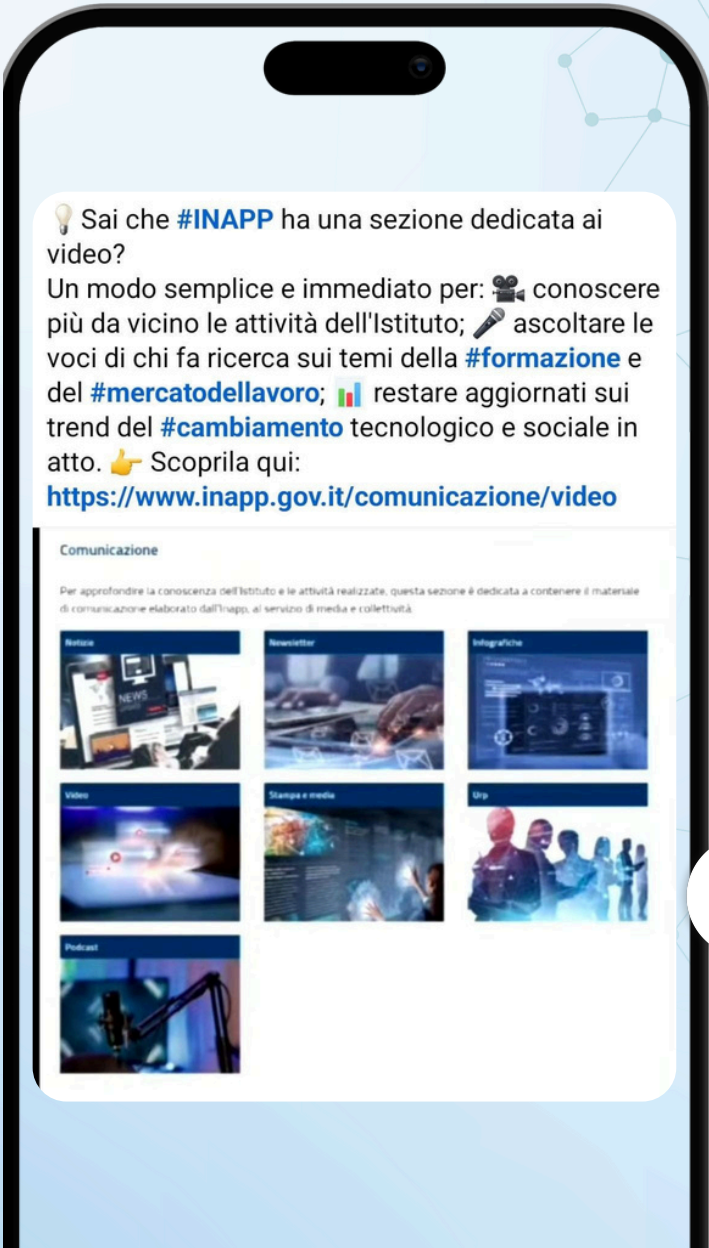 💡 Sai che #INAPP ha una sezione dedicata ai
video?
Un modo semplice e immediato per: 🎥 conoscere
più da vicino le attività dell'Istituto; 🎤 ascoltare le
voci di chi fa ricerca sui temi della #formazione e
del #mercatodellavoro; 📊 restare aggiornati sui
trend del #cambiamento tecnologico e sociale in
atto. 👉 Scoprila qui:
https://www.inapp.gov.it/comunicazione/video
Comunicazione
Per approfondire la conoscenza dell'Istituto e le attività realizzate, questa sezione è dedicata a contenere il materiale
di comunicazione elaborato dall'Inapp, al servizio di media e collettività.
Notizie
Newsletter
Infografiche
NEWS
Video
Stampa e media
Urp
Podcast